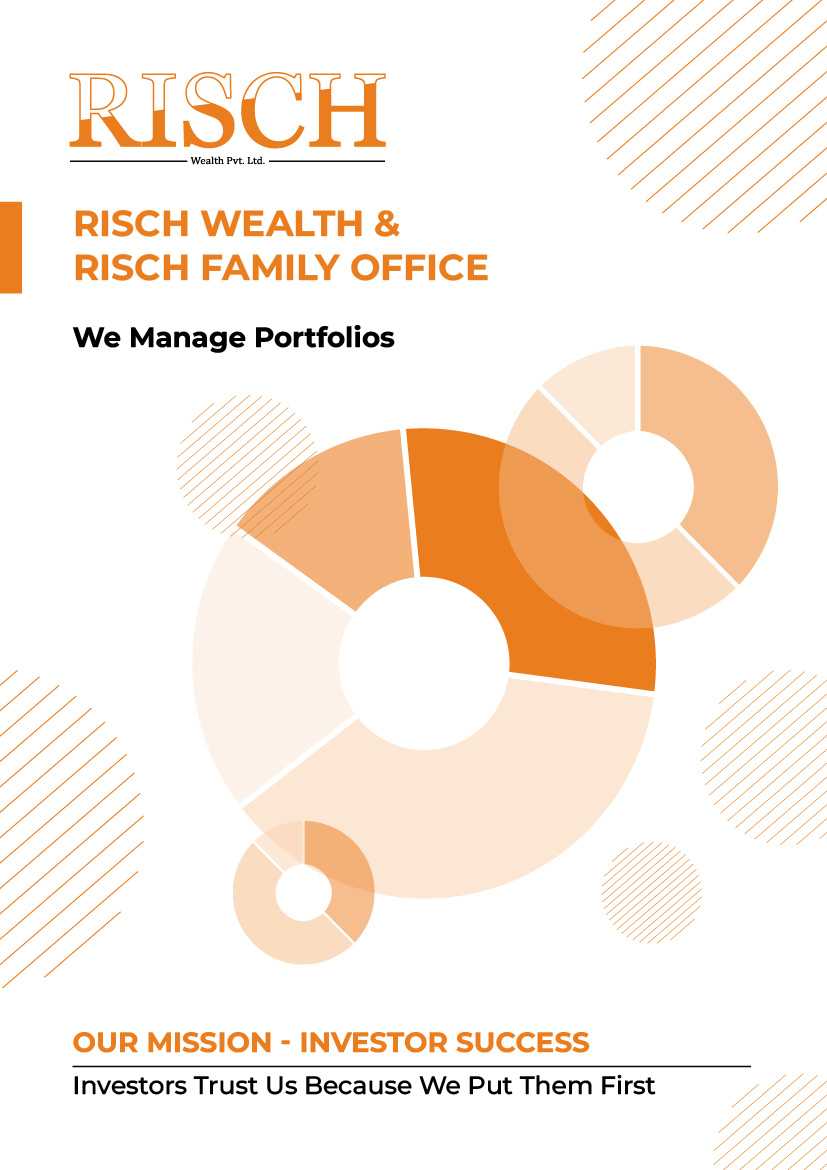 RISCH
Wealth Pvt. Ltd.
RISCH WEALTH &
RISCH FAMILY OFFICE
We Manage Portfolios
OUR MISSION - INVESTOR SUCCESS
Investors Trust Us Because We Put Them First